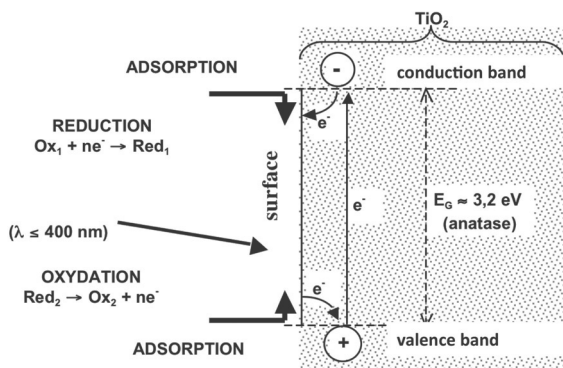 TiO₂
ADSORPTION
-
conduction band
e⁻
REDUCTION
Ox₁ + ne⁻ → Red₁
surface
e⁻
E_G ≈ 3,2 eV
(anatase)
(λ ≤ 400 nm)
OXYDATION
Red₂ → Ox₂ + ne⁻
e⁻
+
valence band
ADSORPTION